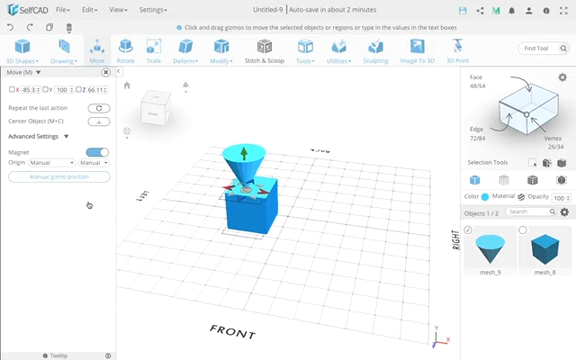 SELFCAD File Edit View Settings Untitled-9 Auto-save in about 2 minutes
Click and drag gizmos to move the selected objects or regions or type in the values in the text boxes
3D Shapes Drawing Move Rotate Scale Deform Modify Stitch & Scoop Tools Utilities Sculpting Image To 3D 3D Print Find Tool
Move (M)
X -85.3 Y 100 Z 66.11
Repeat the last action
Center Object (M+C)
Advanced Settings
Magnet
Origin Manual Manual
Manual gizmo position
Face
48/54
Edge
72/84
Vertex
26/34
Selection Tools
Color Material Opacity 100
Objects 1 / 2 Search
mesh_9 mesh_8
LEFT
RIGHT
FRONT
Tooltip